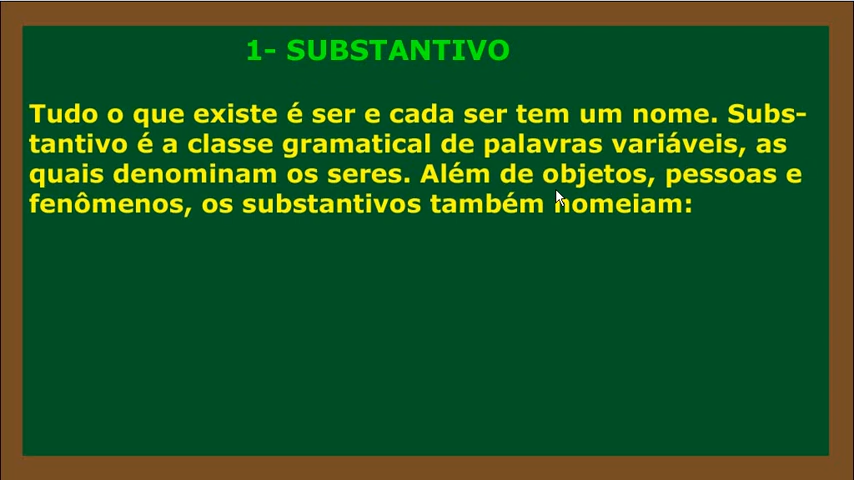 1- SUBSTANTIVO
Tudo o que existe é ser e cada ser tem um nome. Subs-
tantivo é a classe gramatical de palavras variáveis, as
quais denominam os seres. Além de objetos, pessoas e
fenômenos, os substantivos também nomeiam: